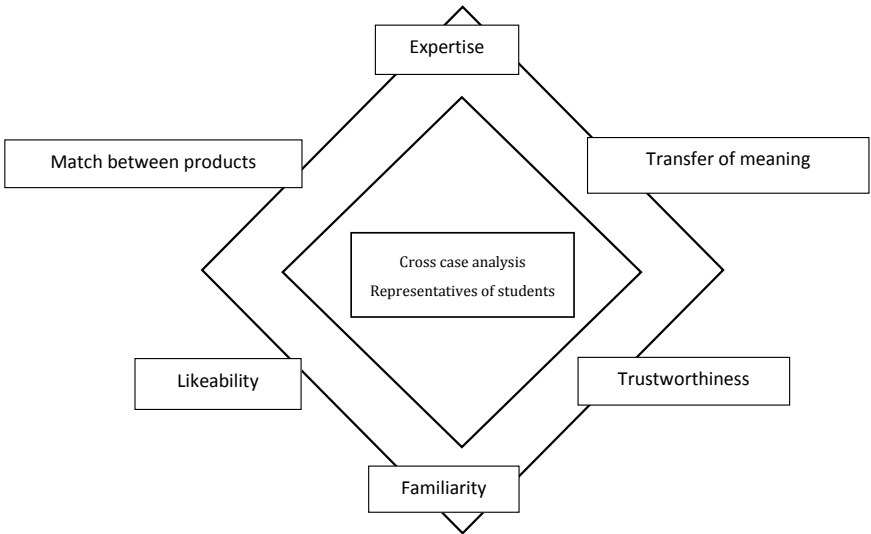 Expertise
Match between products
Transfer of meaning
Cross case analysis
Representatives of students
Likeability
Trustworthiness
Familiarity